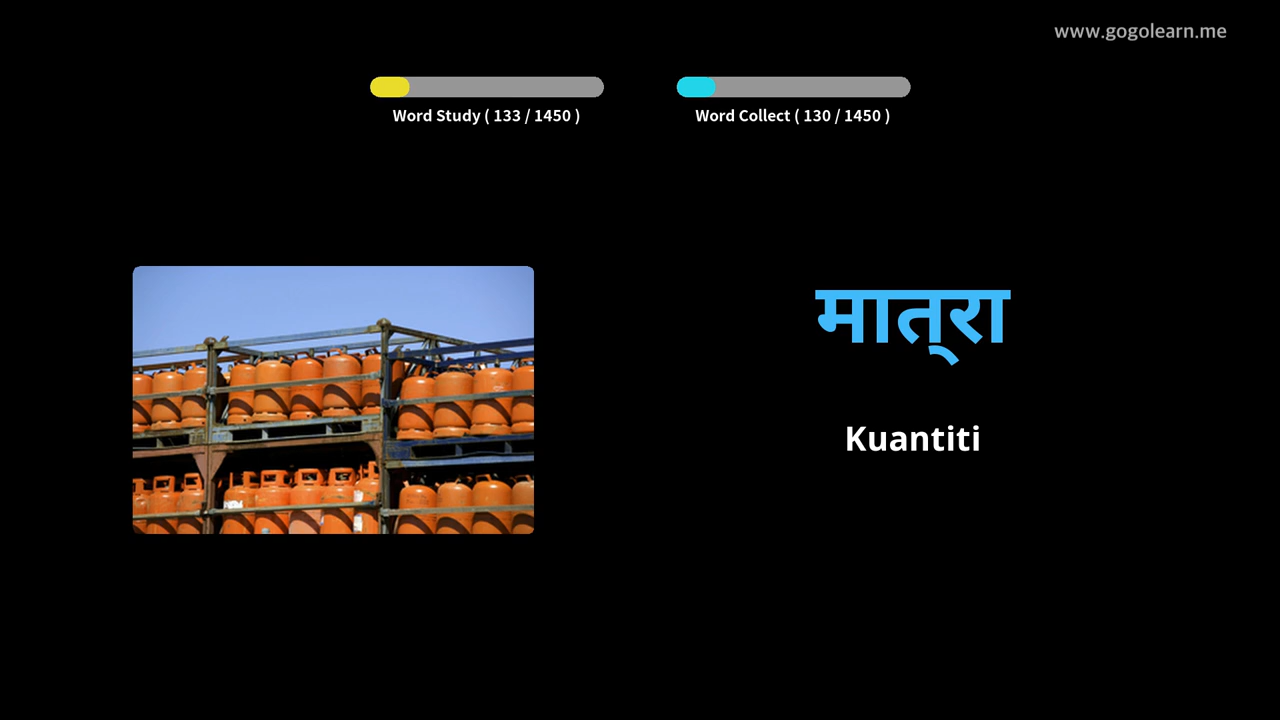 www.gogolearn.me
Word Study ( 133 / 1450 )
Word Collect ( 130 / 1450 )
मात्‌रा
Kuantiti